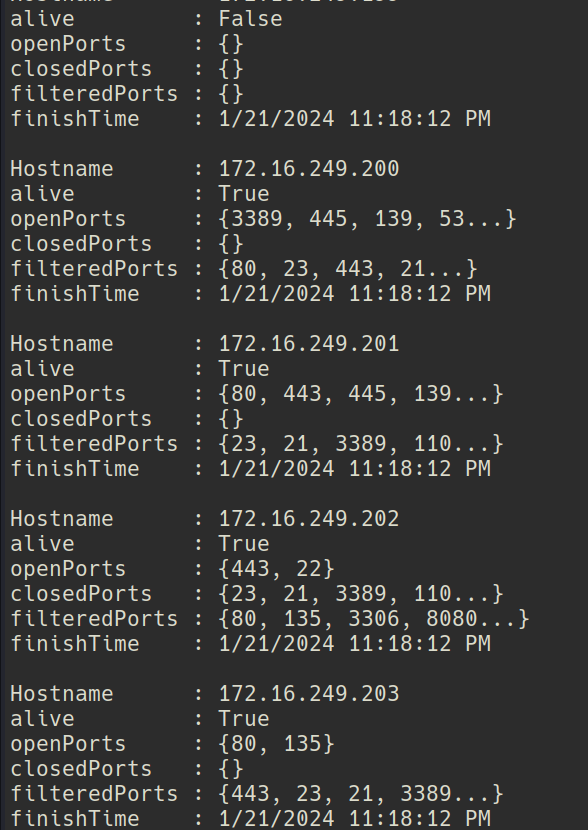 alive : False
openPorts : {}
closedPorts : {}
filteredPorts : {}
finishTime : 1/21/2024 11:18:12 PM
Hostname : 172.16.249.200
alive : True
openPorts : {3389, 445, 139, 53...}
closedPorts : {}
filteredPorts : {80, 23, 443, 21...}
finishTime : 1/21/2024 11:18:12 PM
Hostname : 172.16.249.201
alive : True
openPorts : {80, 443, 445, 139...}
closedPorts : {}
filteredPorts : {23, 21, 3389, 110...}
finishTime : 1/21/2024 11:18:12 PM
Hostname : 172.16.249.202
alive : True
openPorts : {443, 22}
closedPorts : {23, 21, 3389, 110...}
filteredPorts : {80, 135, 3306, 8080...}
finishTime : 1/21/2024 11:18:12 PM
Hostname : 172.16.249.203
alive : True
openPorts : {80, 135}
closedPorts : {}
filteredPorts : {443, 23, 21, 3389...}
finishTime : 1/21/2024 11:18:12 PM